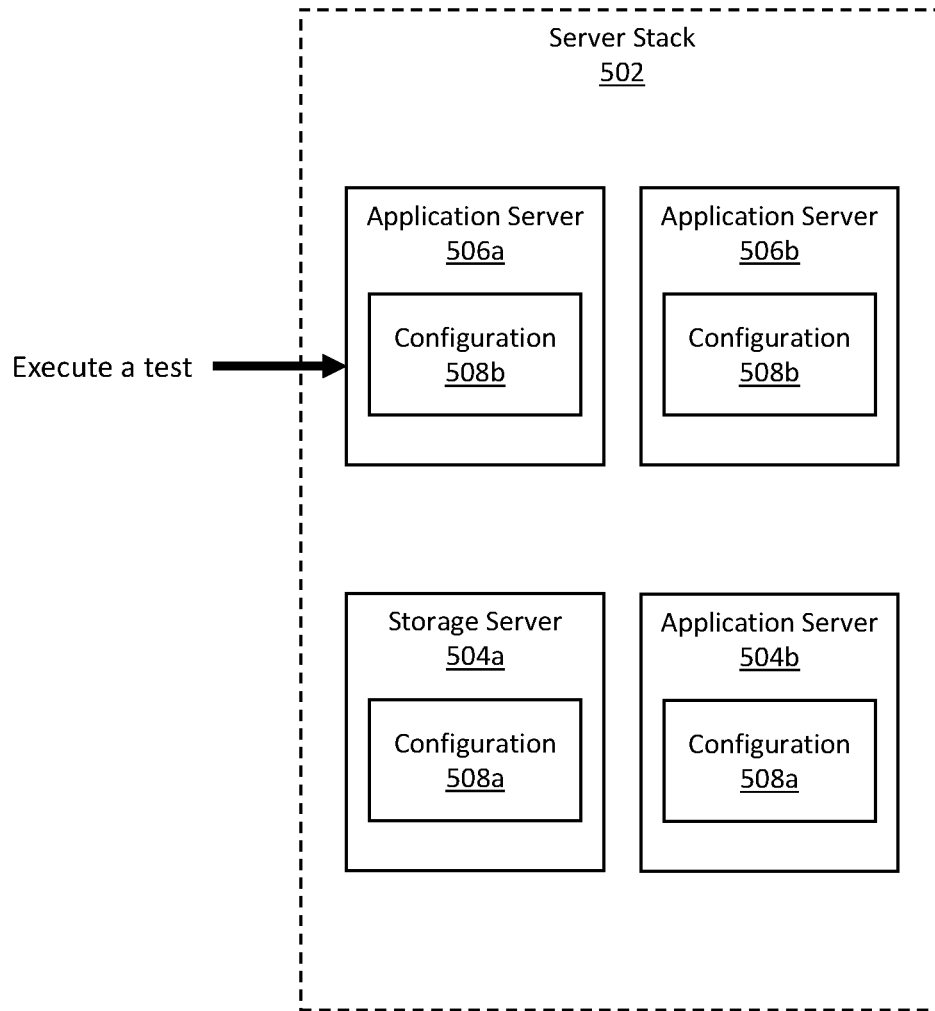 Server Stack
502
Application Server
506a
Configuration
508b
Application Server
506b
Configuration
508b
Execute a test
Storage Server
504a
Configuration
508a
Application Server
504b
Configuration
508a